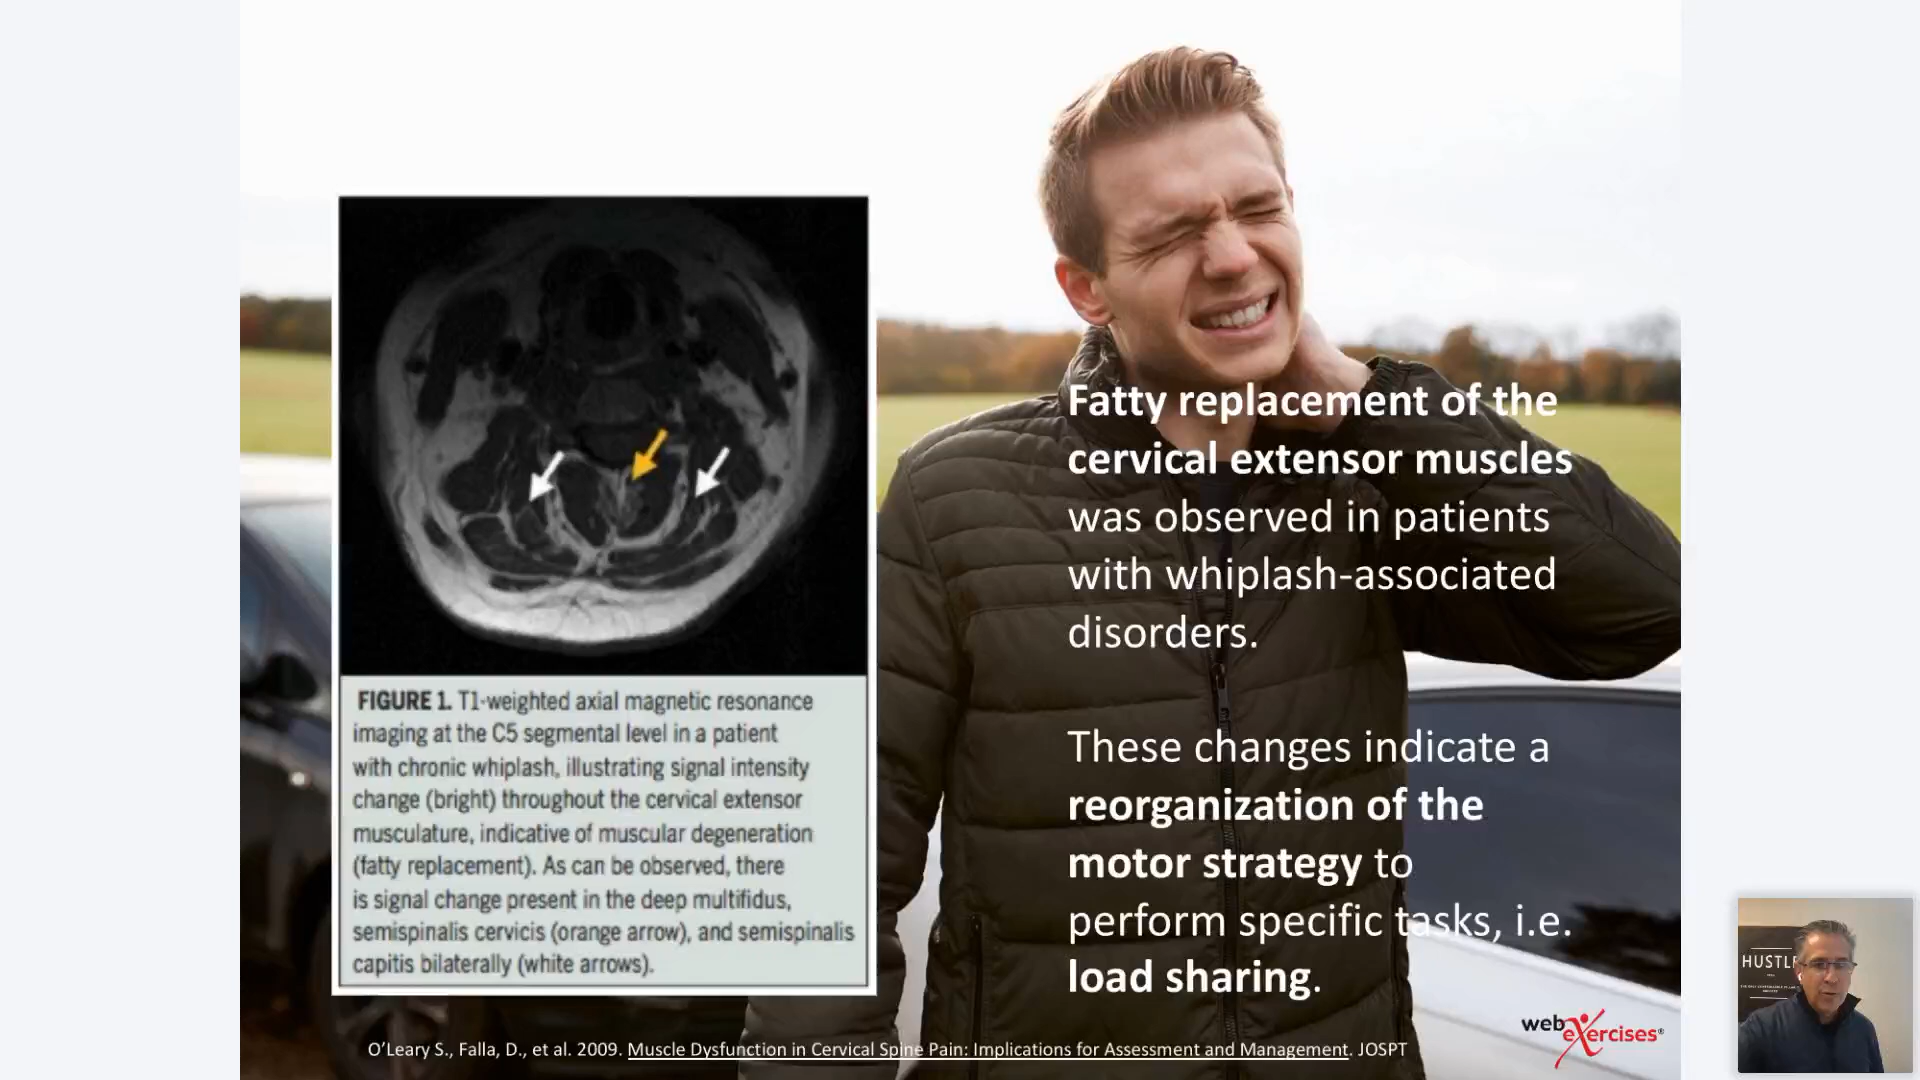 FIGURE 1. T1-weighted axial magnetic resonance
imaging at the C5 segmental level in a patient
with chronic whiplash, illustrating signal intensity
change (bright) throughout the cervical extensor
musculature, indicative of muscular degeneration
(fatty replacement). As can be observed, there
is signal change present in the deep multifidus,
semispinalis cervicis (orange arrow), and semispinalis
capitis bilaterally (white arrows).
Fatty replacement of the
cervical extensor muscles
was observed in patients
with whiplash-associated
disorders.
These changes indicate a
reorganization of the
motor strategy to
perform specific tasks, i.e.
load sharing.
O'Leary S., Falla, D., et al. 2009. Muscle Dysfunction in Cervical Spine Pain: Implications for Assessment and Management. JOSPT
web
exercises®
HUSTL